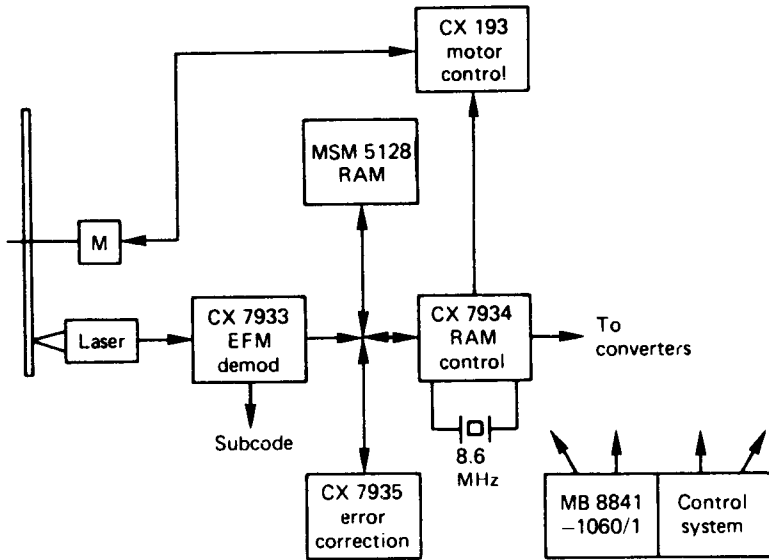 CX 193
motor
control
MSM 5128
RAM
M
Laser
CX 7933
EFM
demod
CX 7934
RAM
control
To
converters
Subcode
8.6
MHz
CX 7935
error
correction
MB 8841
–1060/1
Control
system